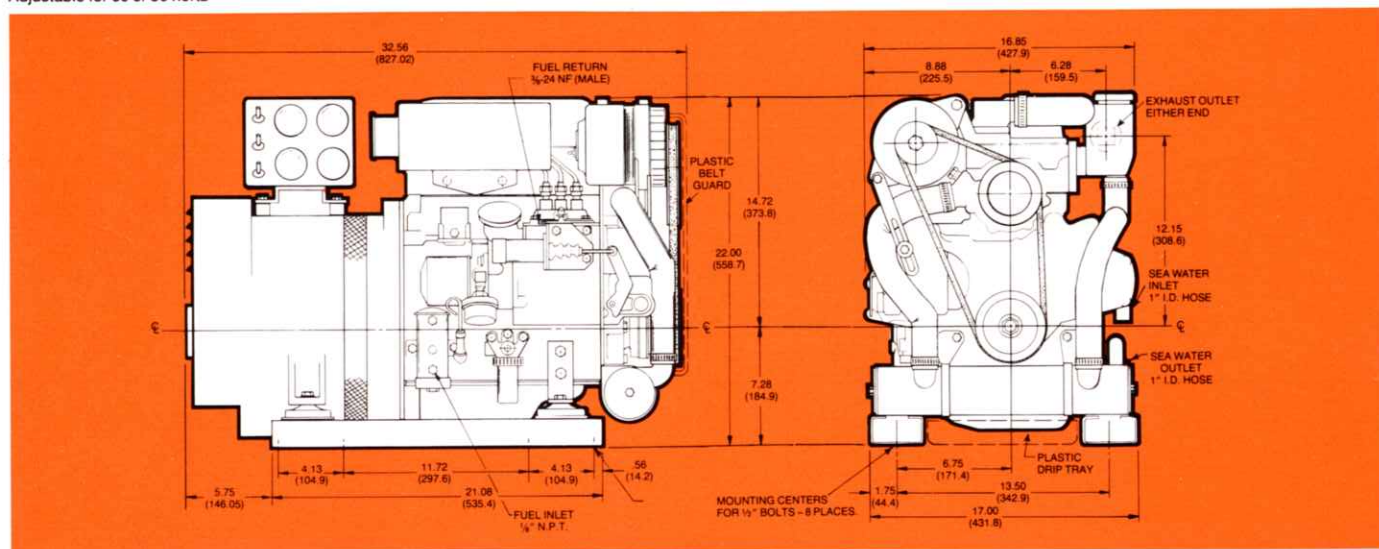 32.56
(827.02)
FUEL RETURN
⅜-24 NF (MALE)
PLASTIC
BELT
GUARD
14.72
(373.8)
22.00
(558.7)
7.28
(184.9)
℄
℄
4.13
(104.9)
11.72
(297.6)
4.13
(104.9)
.56
(14.2)
5.75
(146.05)
21.08
(535.4)
FUEL INLET
⅛" N.P.T.
16.85
(427.9)
8.88
(225.5)
6.28
(159.5)
EXHAUST OUTLET
EITHER END
12.15
(308.6)
SEA WATER
INLET
1" I.D. HOSE
℄
SEA WATER
OUTLET
1" I.D. HOSE
PLASTIC
DRIP TRAY
6.75
(171.4)
1.75
(44.4)
13.50
(342.9)
MOUNTING CENTERS
FOR ½" BOLTS – 8 PLACES.
17.00
(431.8)